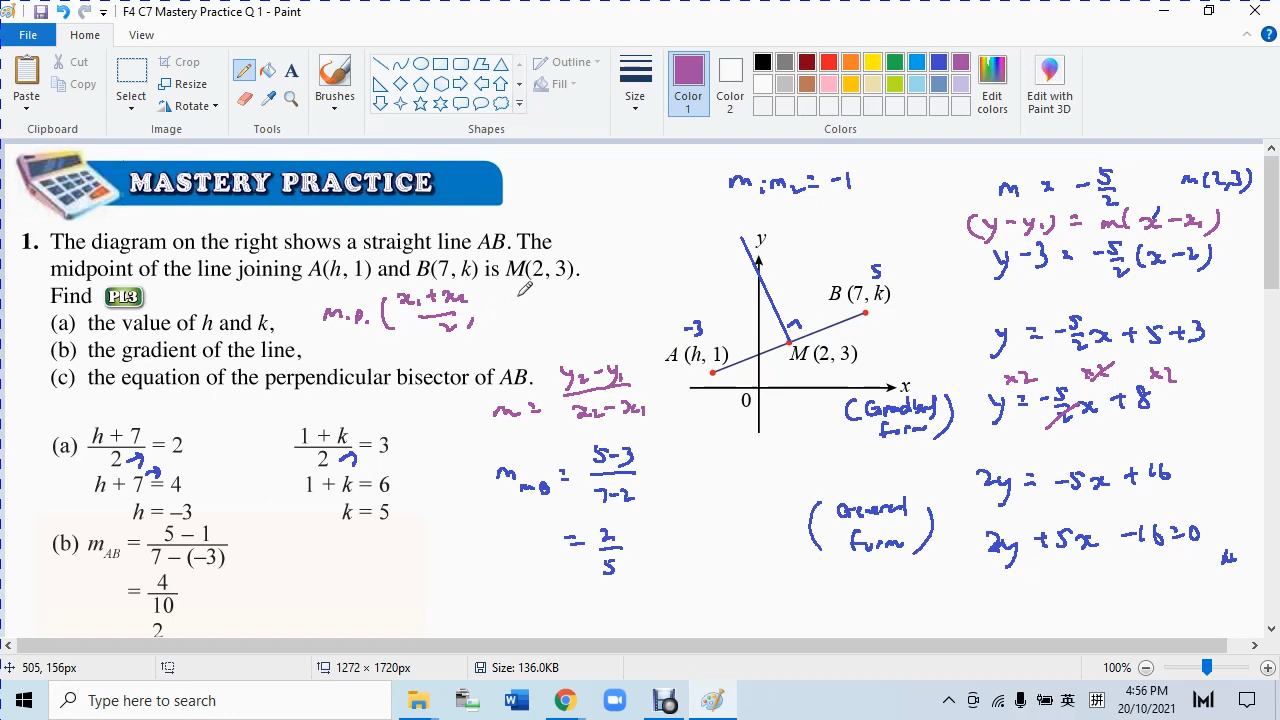 F4 C7 Mastery Practice Q 1 - Paint
File Home View
Paste Cut Copy Clipboard
Select Crop Resize Rotate Image
Tools
Brushes
Outline Fill Shapes
Size
Color 1 Color 2 Edit colors Colors
Edit with Paint 3D
MASTERY PRACTICE
1. The diagram on the right shows a straight line AB. The
midpoint of the line joining A(h, 1) and B(7, k) is M(2, 3).
Find PL3
(a) the value of h and k,
(b) the gradient of the line,
(c) the equation of the perpendicular bisector of AB.
M.P. (x₁ + x₂ / 2,
(a) h + 7 / 2 = 2
h + 7 = 4
h = –3
1 + k / 2 = 3
1 + k = 6
k = 5
(b) m_AB = 5 – 1 / 7 – (–3)
= 4 / 10
2
m = y₂ - y₁ / x₂ - x₁
m_MB = 5-3 / 7-2
= 2 / 5
m₁m₂ = -1
y
5
B (7, k)
-3
A (h, 1)
M (2, 3)
0
x
(Gradient form)
(General form)
m = -5/2 M(2,3)
(y - y₁) = m(x - x₁)
y - 3 = -5/2 (x - 2)
y = -5/2 x + 5 + 3
x2 x2 x2
y = -5/2 x + 8
2y = -5x + 16
2y + 5x - 16 = 0
505, 156px
1272 × 1720px
Size: 136.0KB
100%
Type here to search
英
拼
4:56 PM
20/10/2021